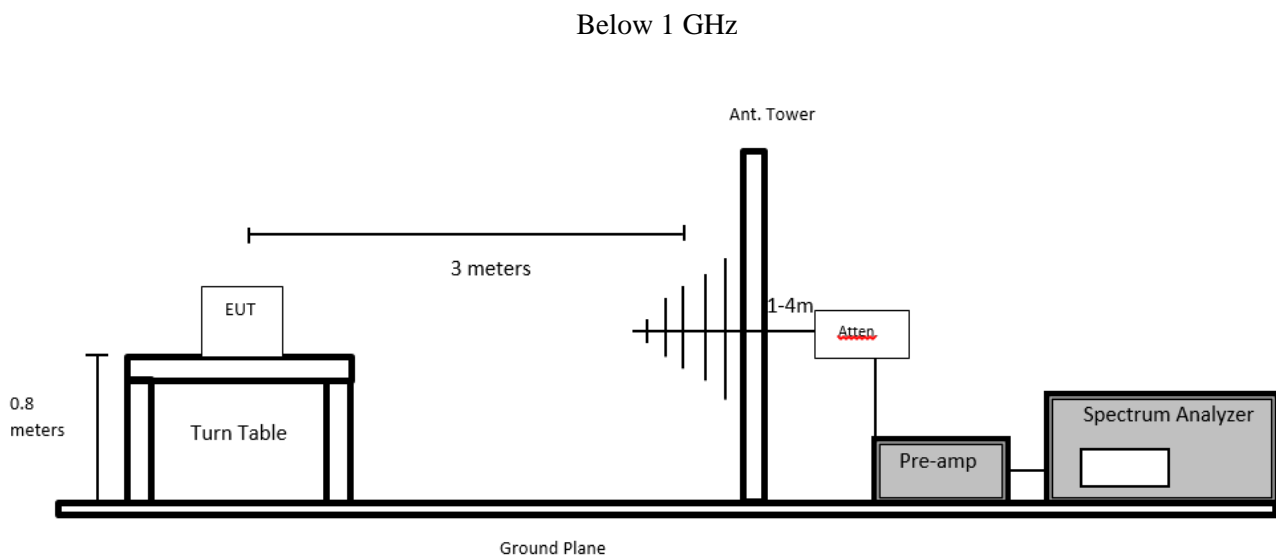 Below 1 GHz
Ant. Tower
3 meters
EUT
1-4m
Atten
0.8
meters
Turn Table
Spectrum Analyzer
Pre-amp
Ground Plane